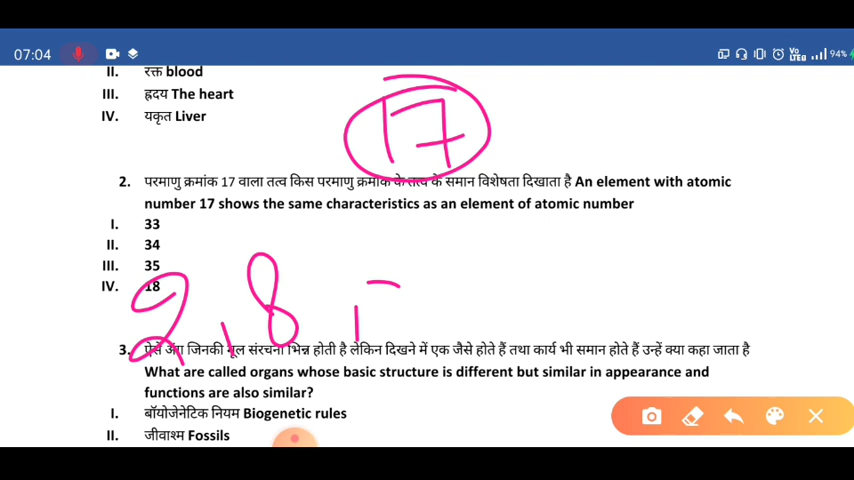 07:04
Vo
LTEQ
94%
II. रक्त blood
III. ह्रदय The heart
IV. यकृत Liver
17
2. परमाणु क्रमांक 17 वाला तत्व किस परमाणु क्रमांक के तत्व के समान विशेषता दिखाता है An element with atomic
number 17 shows the same characteristics as an element of atomic number
I. 33
II. 34
III. 35
IV. 18
2, 8
3. ऐसे अंग जिनकी मूल संरचना भिन्न होती है लेकिन दिखने में एक जैसे होते हैं तथा कार्य भी समान होते हैं उन्हें क्या कहा जाता है
What are called organs whose basic structure is different but similar in appearance and
functions are also similar?
I. बॉयोजेनेटिक नियम Biogenetic rules
II. जीवाश्म Fossils